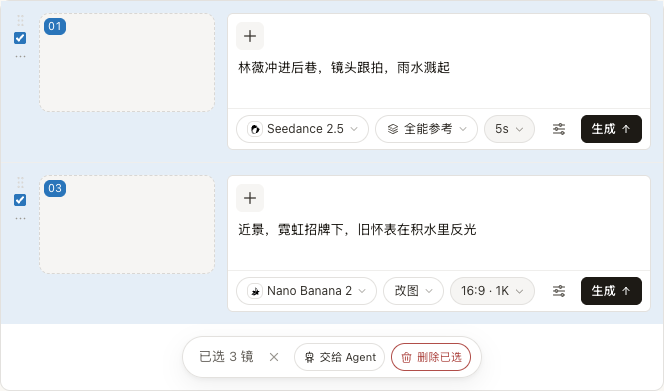 01
林薇冲进后巷，镜头跟拍，雨水溅起
Seedance 2.5 全能参考 5s 生成 ↑
03
近景，霓虹招牌下，旧怀表在积水里反光
Nano Banana 2 改图 16:9 · 1K 生成 ↑
已选 3 镜 × 交给 Agent 删除已选